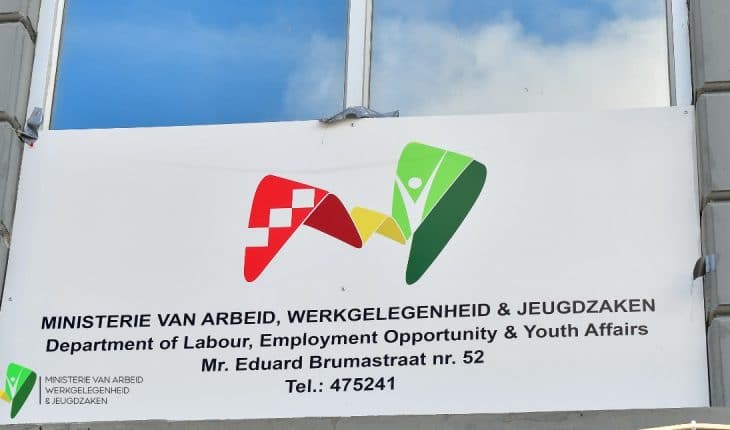 MINISTERIE VAN ARBEID, WERKGELEGENHEID & JEUGDZAKEN
Department of Labour, Employment Opportunity & Youth Affairs
Mr. Eduard Brumastraat nr. 52
Tel.: 475241
MINISTERIE VAN ARBEID
WERKGELEGENHEID
& JEUGDZAKEN